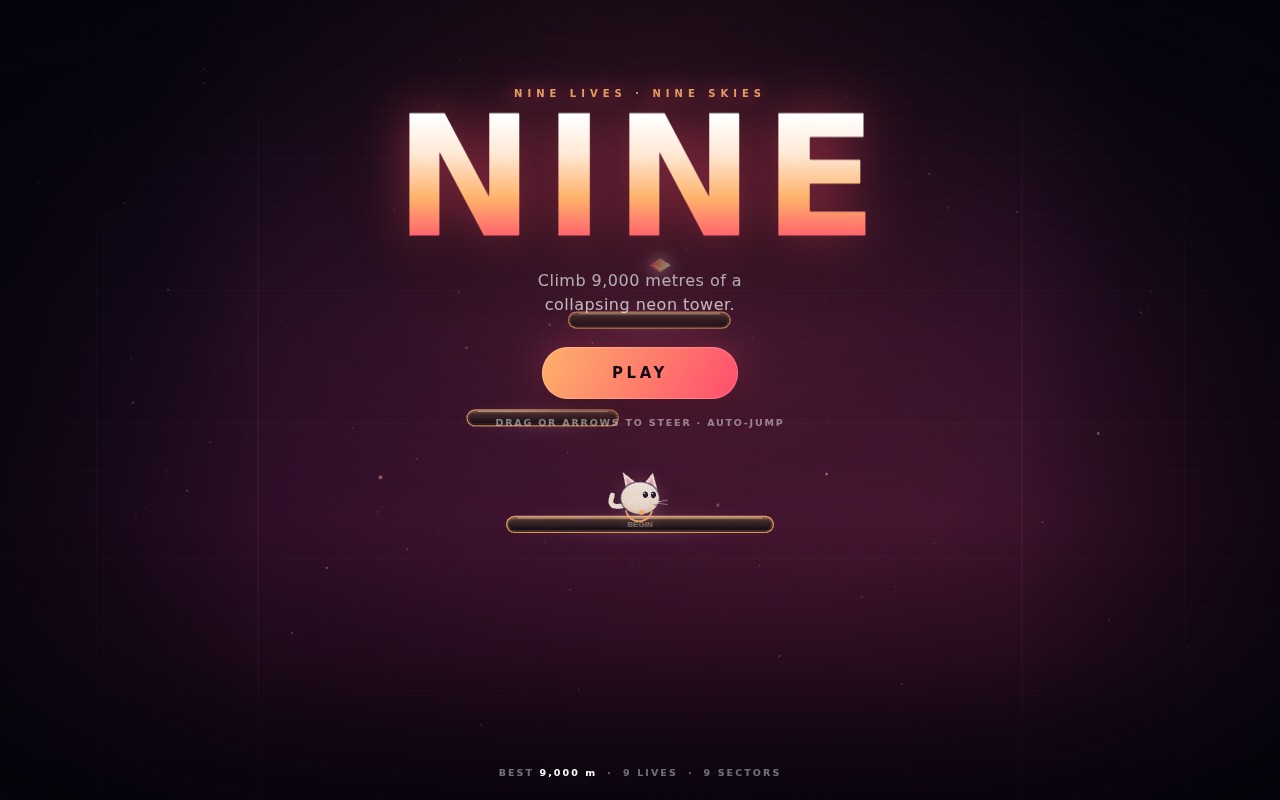 NINE LIVES · NINE SKIES
NINE
Climb 9,000 metres of a
collapsing neon tower.
PLAY
DRAG OR ARROWS TO STEER · AUTO-JUMP
BEGIN
BEST 9,000 m · 9 LIVES · 9 SECTORS